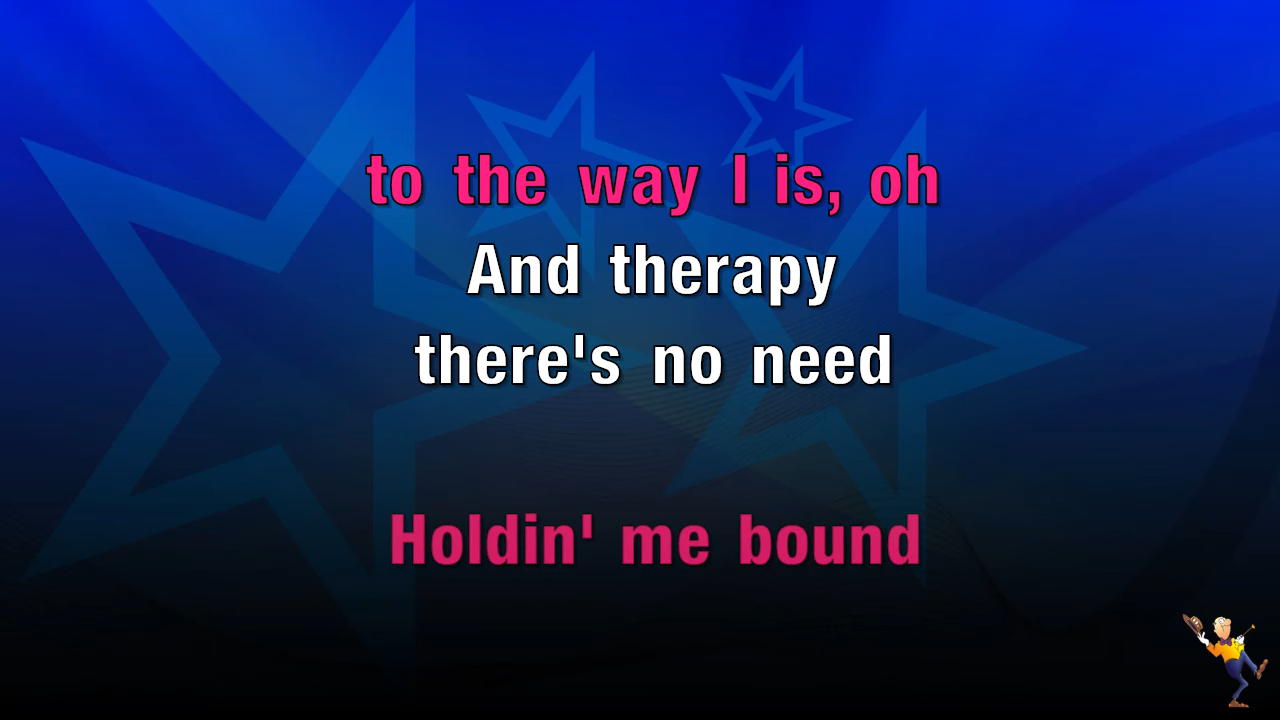 to the way I is, oh
And therapy
there's no need
Holdin' me bound